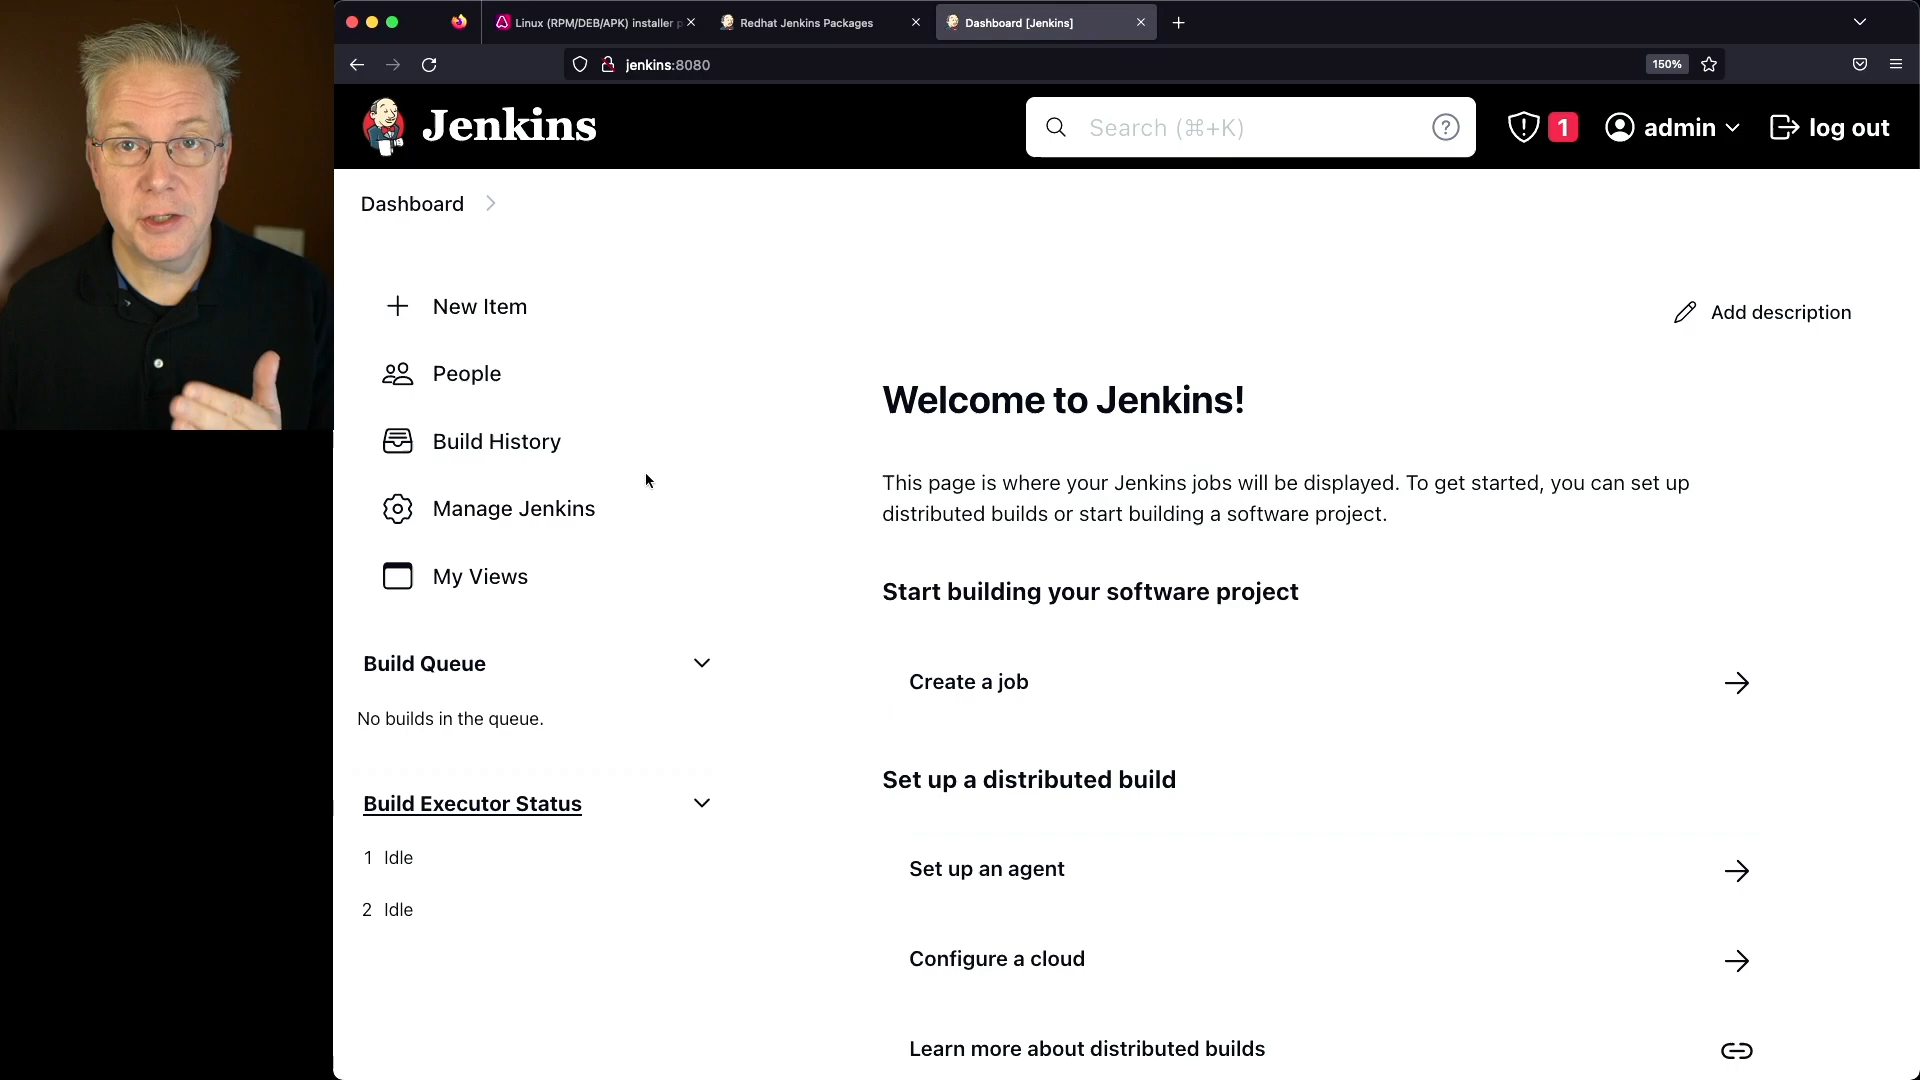 Linux (RPM/DEB/APK) installer p
Redhat Jenkins Packages
Dashboard [Jenkins]
jenkins:8080
150%
Jenkins
Search (⌘+K)
1
admin
log out
Dashboard
New Item
People
Build History
Manage Jenkins
My Views
Build Queue
No builds in the queue.
Build Executor Status
1 Idle
2 Idle
Add description
Welcome to Jenkins!
This page is where your Jenkins jobs will be displayed. To get started, you can set up
distributed builds or start building a software project.
Start building your software project
Create a job
Set up a distributed build
Set up an agent
Configure a cloud
Learn more about distributed builds